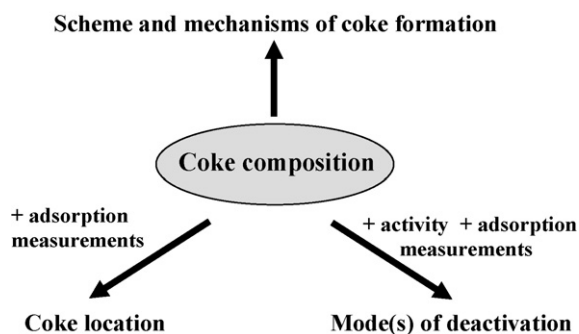 Scheme and mechanisms of coke formation
Coke composition
+ adsorption
measurements
+ activity + adsorption
measurements
Coke location
Mode(s) of deactivation